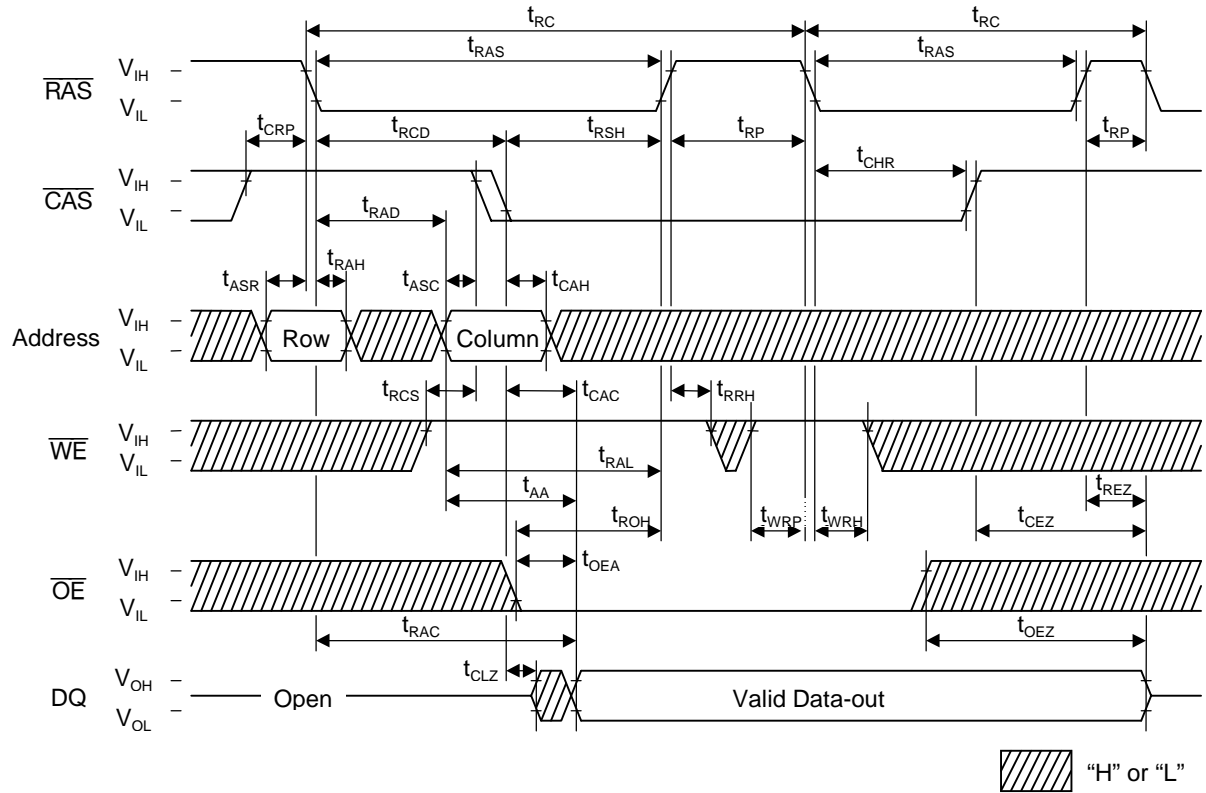 tRC tRC
tRAS tRAS
RAS VIH
VIL
tCRP tRCD tRSH tRP tCHR tRP
CAS VIH
VIL
tRAD
tASR tRAH tASC tCAH
Address VIH
VIL
Row Column
tRCS tCAC tRRH
WE VIH
VIL
tRAL
tAA tREZ
tROH tWRP tWRH tCEZ
tOEA
OE VIH
VIL
tRAC tOEZ
tCLZ
DQ VOH
VOL
Open Valid Data-out
“H” or “L”